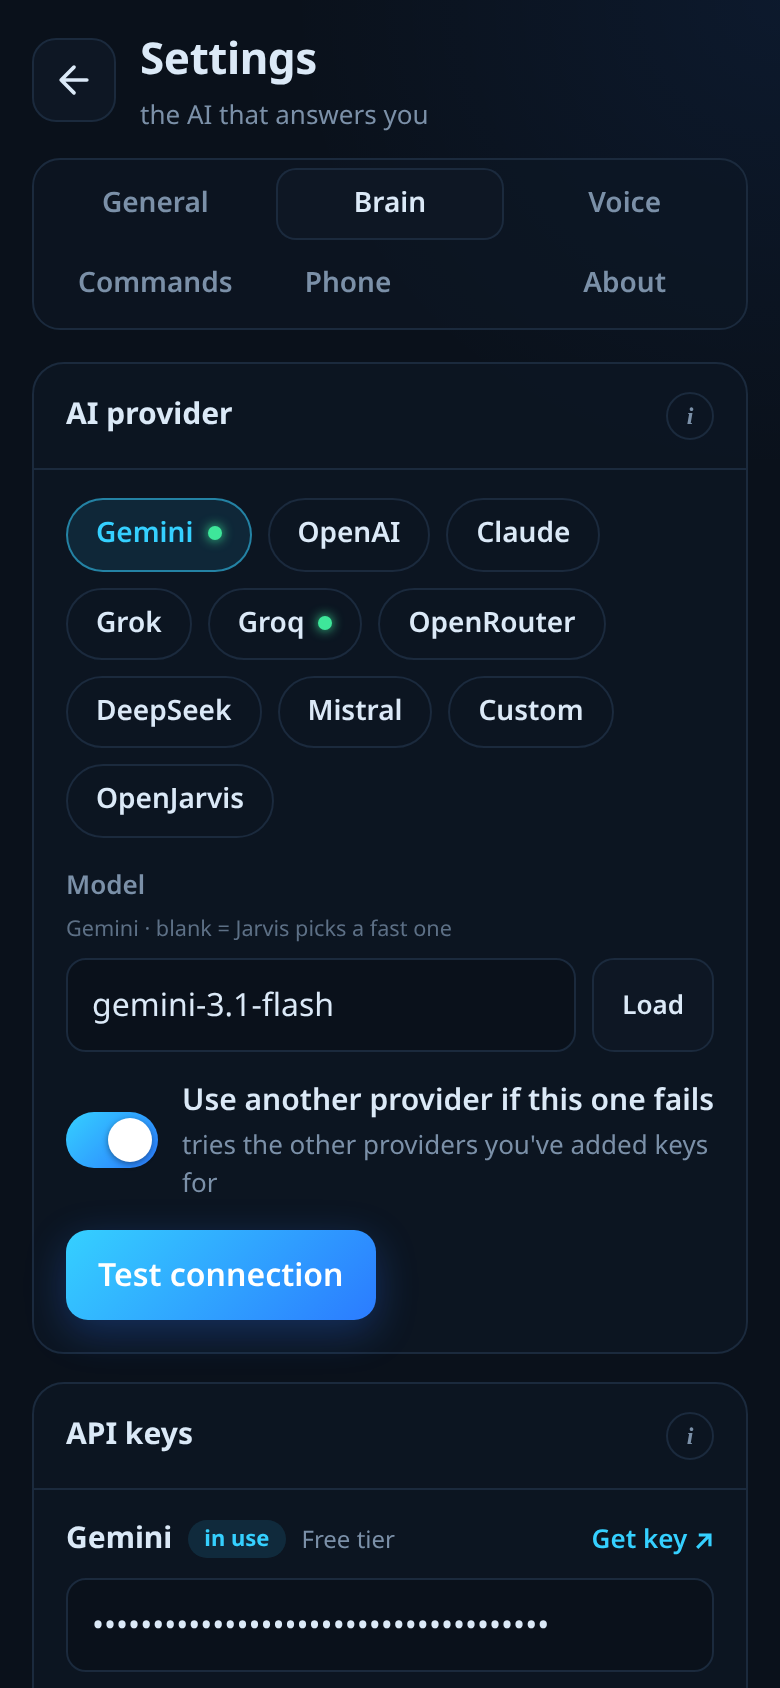 Settings
the AI that answers you
General Brain Voice
Commands Phone About
AI provider i
Gemini OpenAI Claude
Grok Groq OpenRouter
DeepSeek Mistral Custom
OpenJarvis
Model
Gemini · blank = Jarvis picks a fast one
gemini-3.1-flash Load
Use another provider if this one fails
tries the other providers you've added keys
for
Test connection
API keys i
Gemini in use Free tier Get key ↗
••••••••••••••••••••••••••••••••••••••